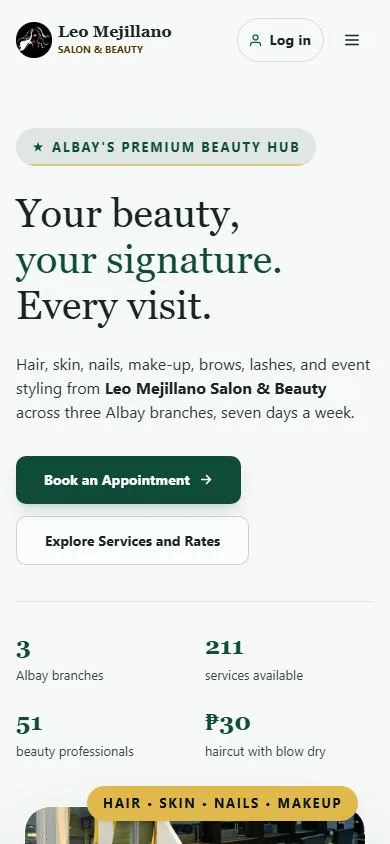 Leo Mejillano
SALON & BEAUTY
Log in
★ ALBAY'S PREMIUM BEAUTY HUB
Your beauty,
your signature.
Every visit.
Hair, skin, nails, make-up, brows, lashes, and event
styling from Leo Mejillano Salon & Beauty
across three Albay branches, seven days a week.
Book an Appointment →
Explore Services and Rates
3
Albay branches
211
services available
51
beauty professionals
₱30
haircut with blow dry
HAIR • SKIN • NAILS • MAKEUP